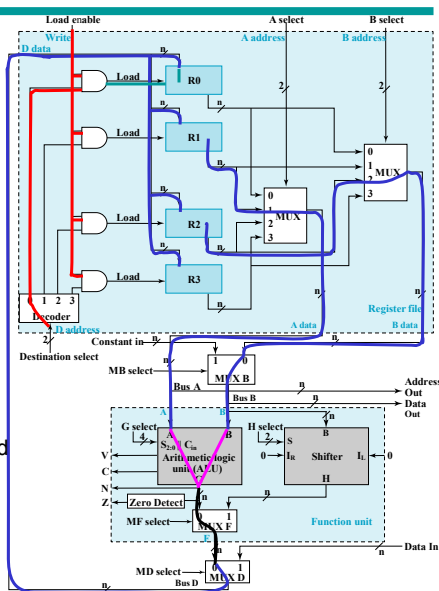 Load enable A select B select
Write A address B address
D data n
Load R0 2 2
n n
Load R1 0
n 1
MUX
0 2
1 3
MUX
Load R2 2
n n 3
Load R3
0 1 2 3 n n n
Decoder Register file
D address A data B data
2 Constant in n n
Destination select
1 0
MB select MUX B
Bus A n Address
Out
Bus B n Data
Out
A B n
G select A B H select B
4 2
S2:0 Cin S
V Arithmetic/logic 0 IR Shifter IL 0
unit (ALU)
C
G H
N n n
Z Zero Detect
0 1
MF select MUX F Function unit
F
n n Data In
0 1
n MD select MUX D
Bus D
d